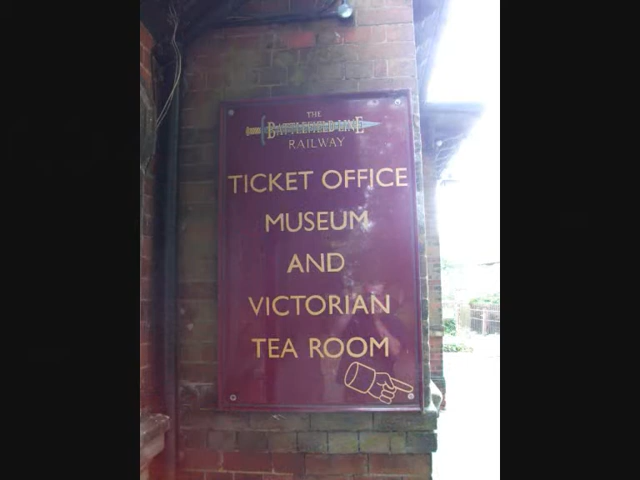 THE
BATTLEFIELD LINE
RAILWAY
TICKET OFFICE
MUSEUM
AND
VICTORIAN
TEA ROOM